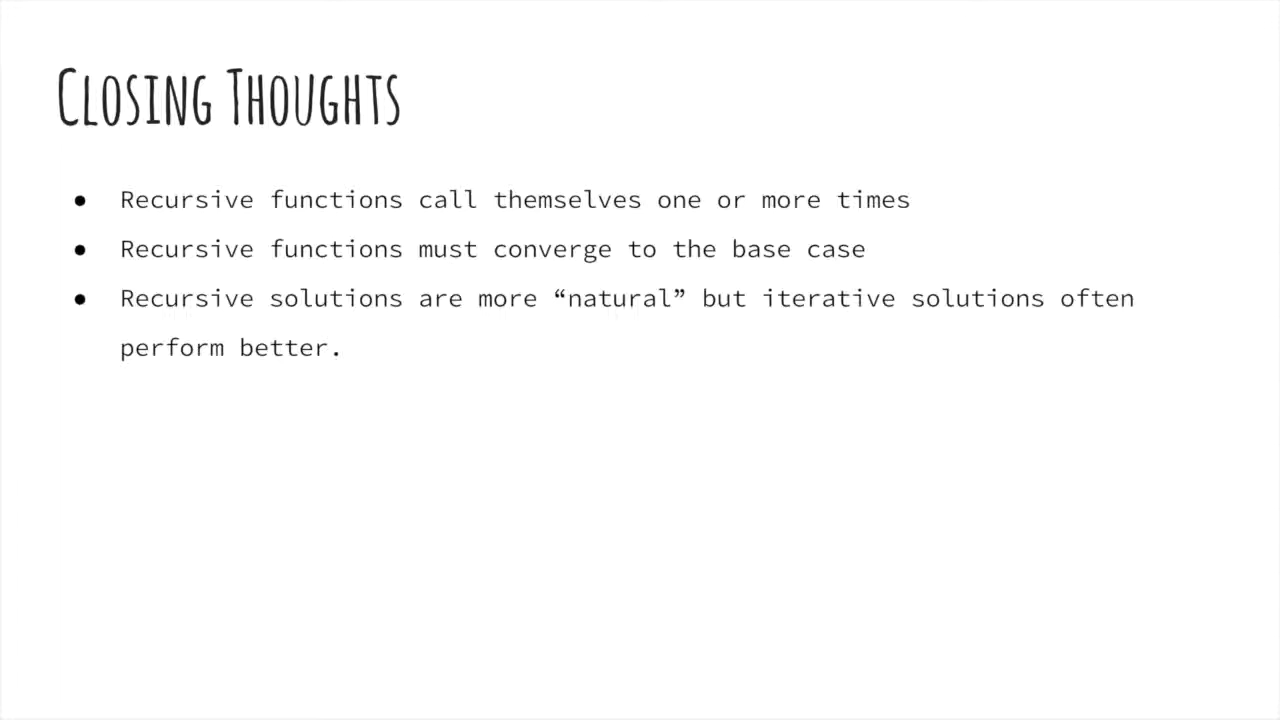 Closing Thoughts
● Recursive functions call themselves one or more times
● Recursive functions must converge to the base case
● Recursive solutions are more “natural” but iterative solutions often
perform better.